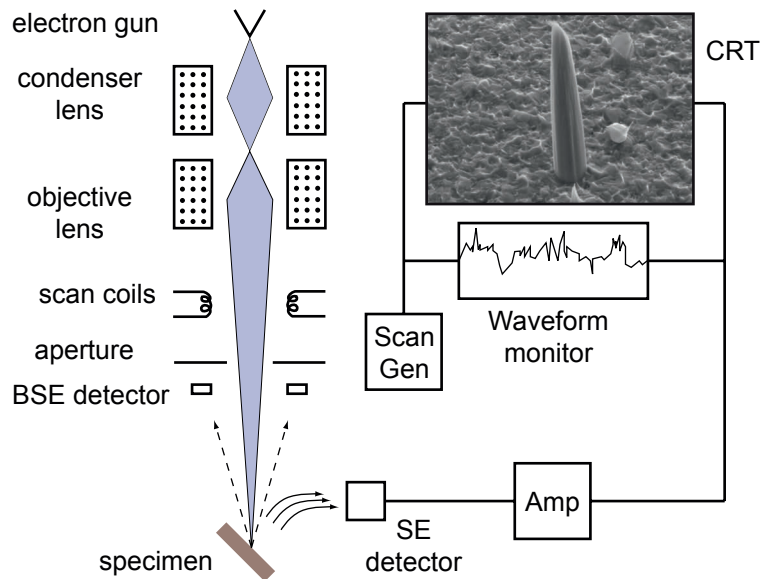 electron gun
condenser
lens
objective
lens
scan coils
aperture
BSE detector
specimen
CRT
Waveform
monitor
Scan
Gen
SE
detector
Amp